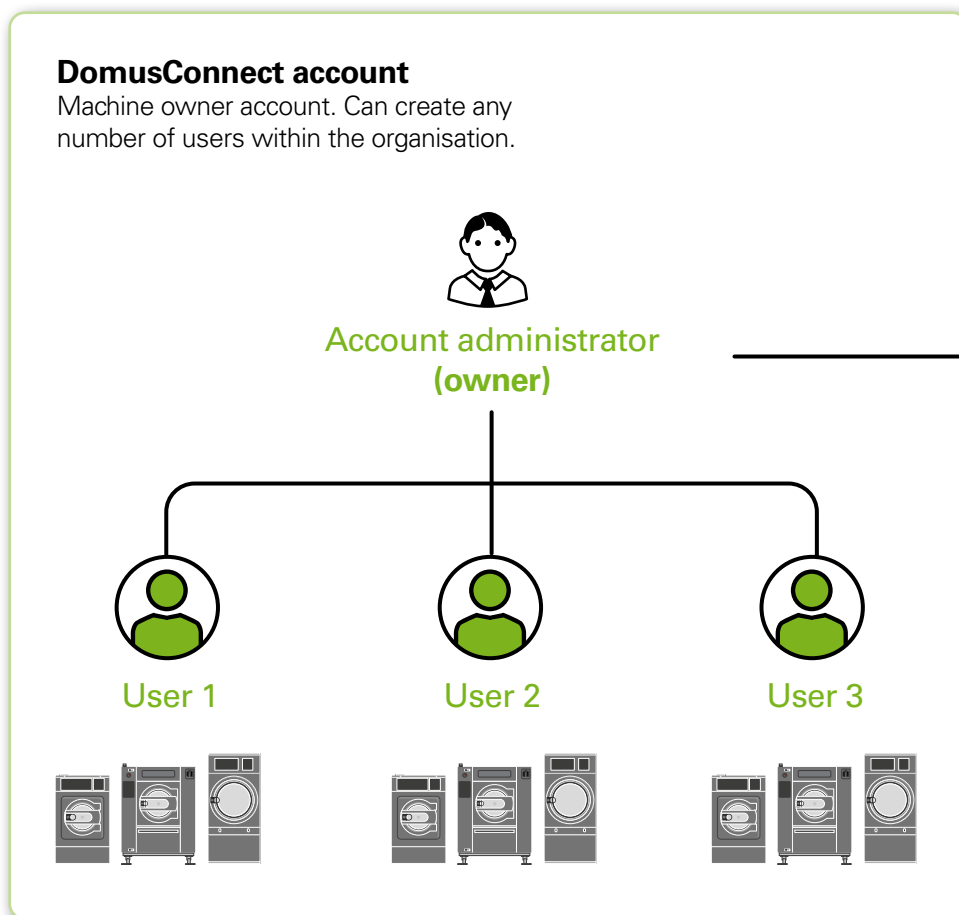 DomusConnect account
Machine owner account. Can create any
number of users within the organisation.
Account administrator
(owner)
User 1
User 2
User 3